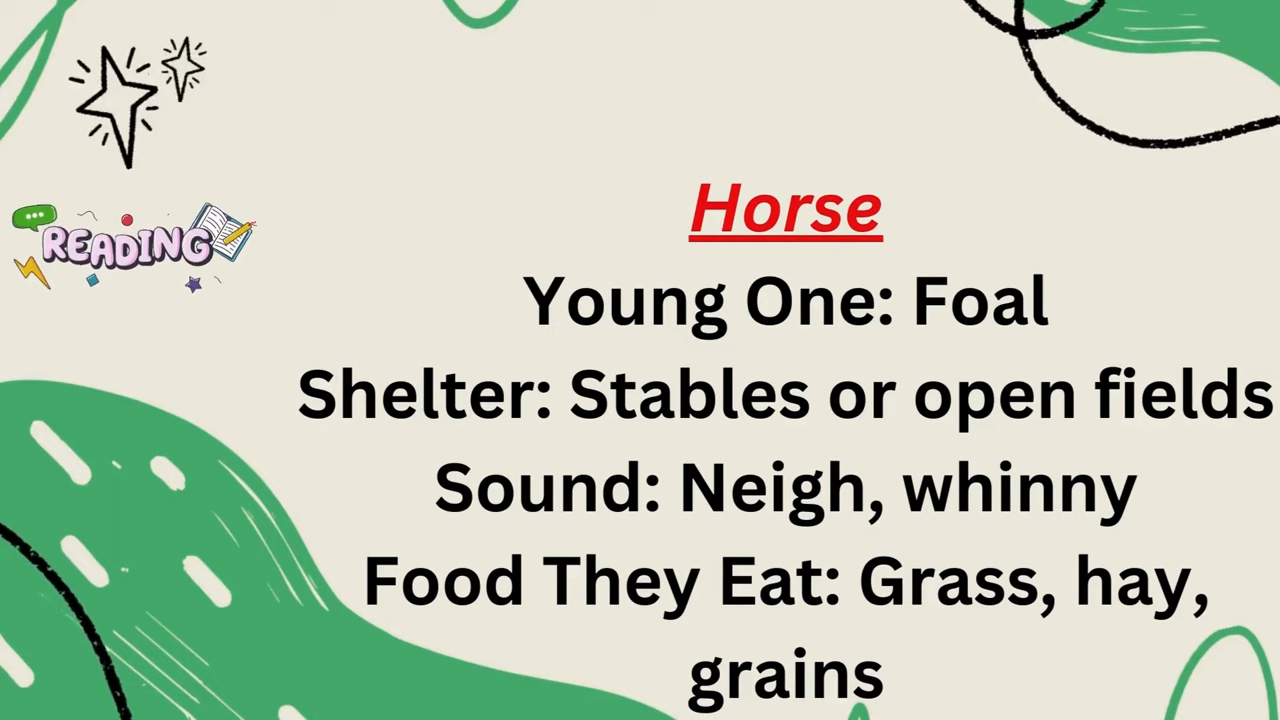 READING
Horse
Young One: Foal
Shelter: Stables or open fields
Sound: Neigh, whinny
Food They Eat: Grass, hay,
grains